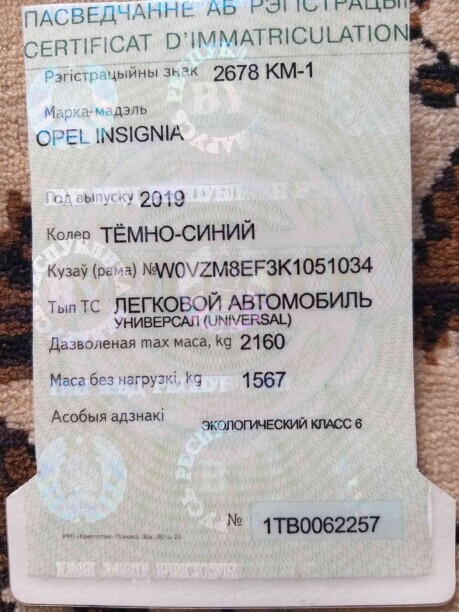 ПАСВЕДЧАННЕ АБ РЭГІСТРАЦЫІ
CERTIFICAT D'IMMATRICULATION
Рэгістрацыйны знак 2678 KM-1
Марка-мадэль
OPEL INSIGNIA
Год выпуску 2019
Колер ТЁМНО-СИНИЙ
Кузаў (рама) №W0VZM8EF3K1051034
Тып ТС ЛЕГКОВОЙ АВТОМОБИЛЬ
УНИВЕРСАЛ (UNIVERSAL)
Дазволеная max маса, kg 2160
Маса без нагрузкі, kg 1567
Асобыя адзнакі ЭКОЛОГИЧЕСКИЙ КЛАСС 6
№ 1TB0062257